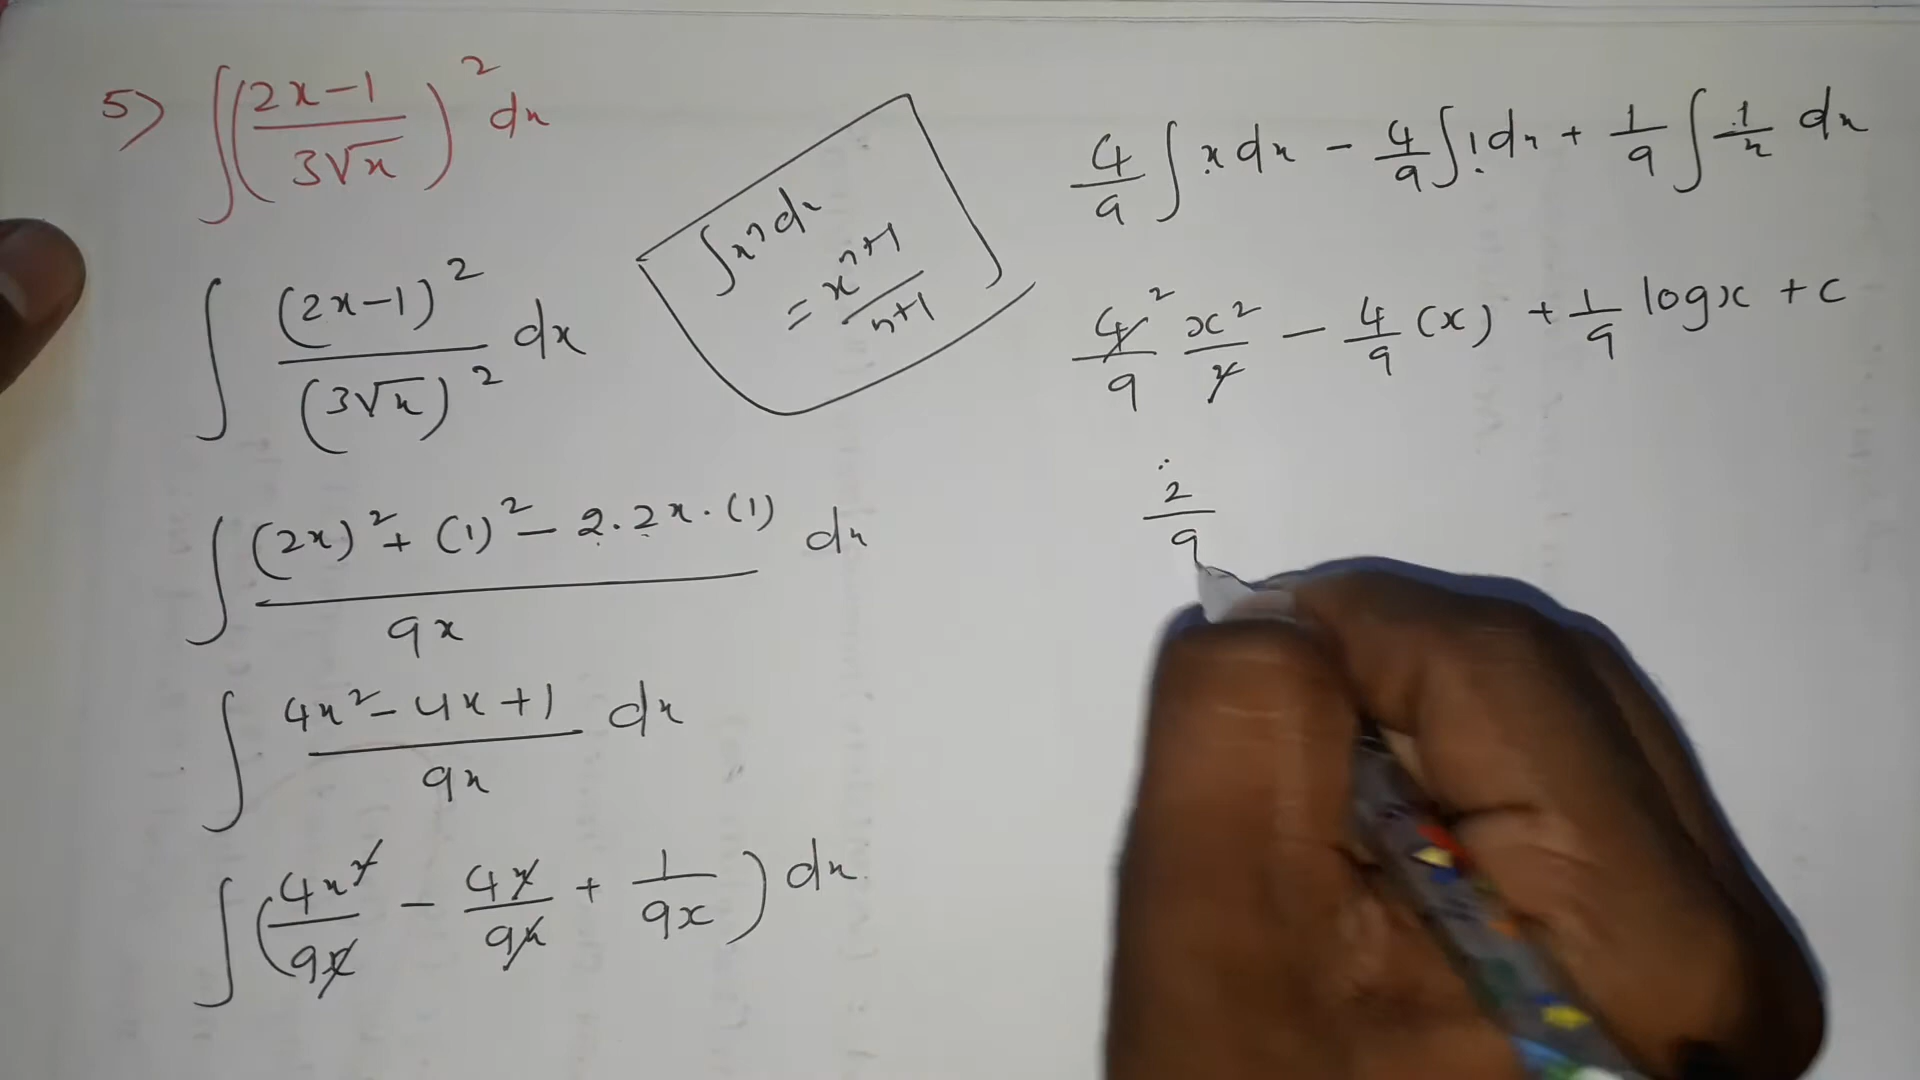 5) ∫((2x-1)/(3√x))² dx
∫ (2x-1)²/(3√x)² dx
∫ ((2x)² + (1)² - 2·2x·(1))/9x dx
∫ (4x² - 4x + 1)/9x dx
∫ (4x²/9x - 4x/9x + 1/9x) dx
∫xⁿ dx
= xⁿ⁺¹/n+1
4/9 ∫ x dx - 4/9 ∫ 1 dx + 1/9 ∫ 1/x dx
4²/9 x²/2 - 4/9 (x) + 1/9 log x + c
2/9